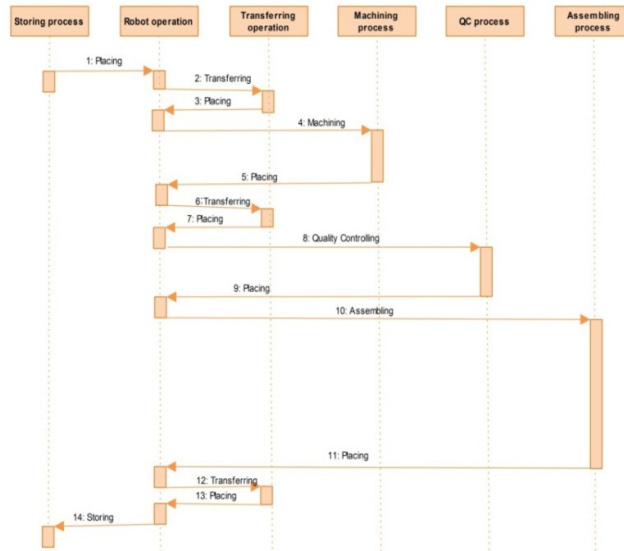 Storing process
Robot operation
Transferring
operation
Machining
process
QC process
Assembling
process
1: Placing
2: Transferring
3: Placing
4: Machining
5: Placing
6:Transferring
7: Placing
8: Quality Controlling
9: Placing
10: Assembling
11: Placing
12: Transferring
13: Placing
14: Storing